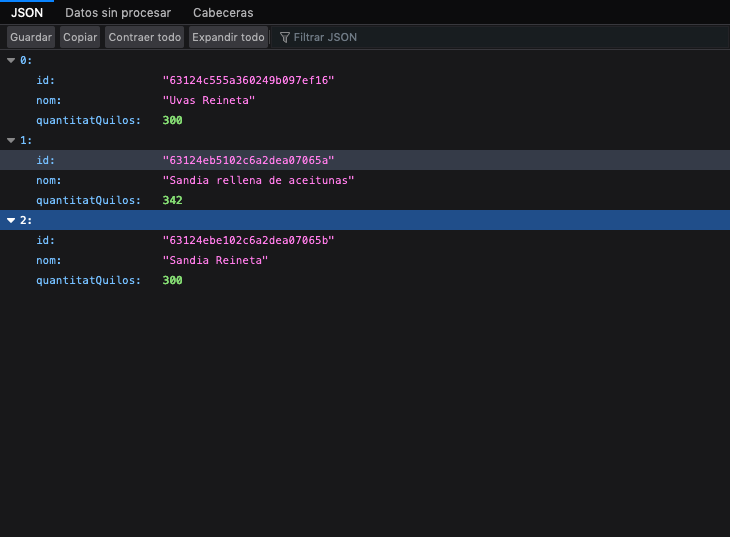 JSON Datos sin procesar Cabeceras
Guardar Copiar Contraer todo Expandir todo Filtrar JSON
0:
id: "63124c555a360249b097ef16"
nom: "Uvas Reineta"
quantitatQuilos: 300
1:
id: "63124eb5102c6a2dea07065a"
nom: "Sandia rellena de aceitunas"
quantitatQuilos: 342
2:
id: "63124ebe102c6a2dea07065b"
nom: "Sandia Reineta"
quantitatQuilos: 300